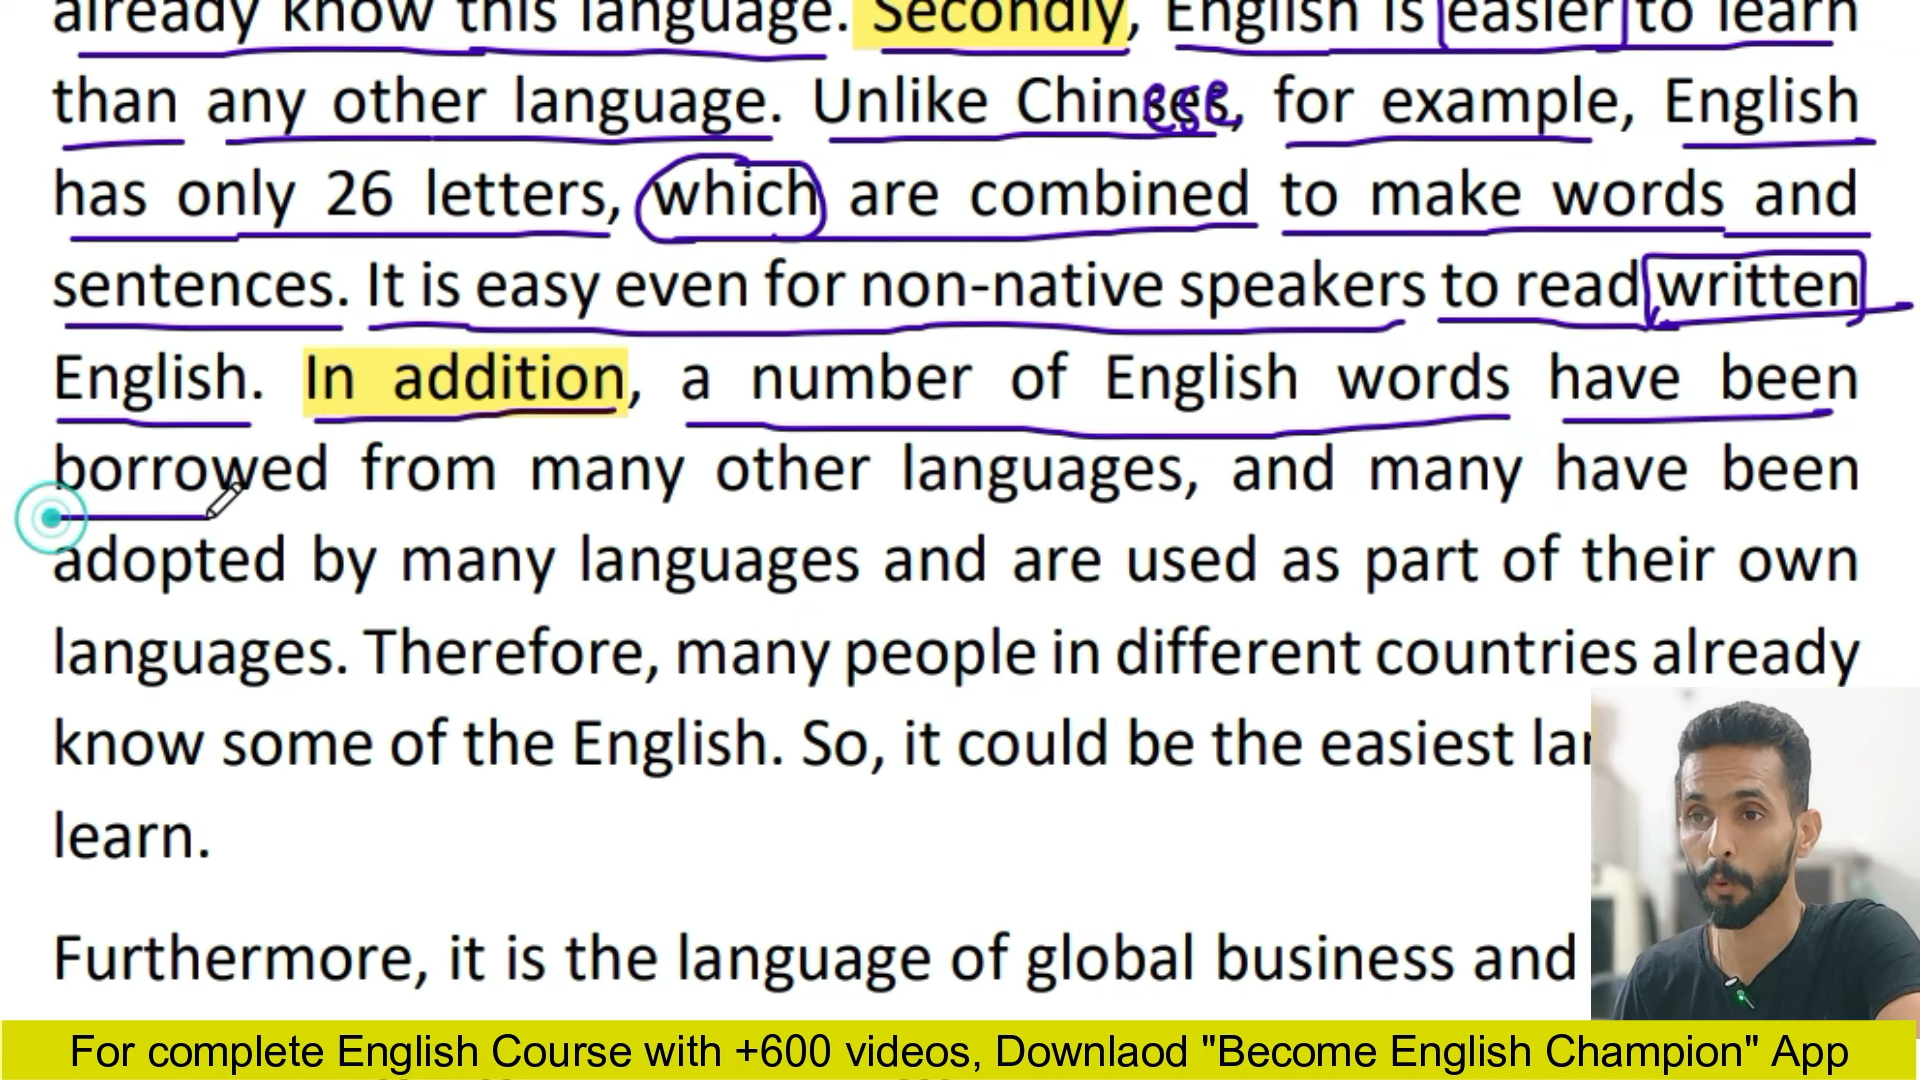 already know this language. Secondly, English is easier to learn
than any other language. Unlike Chinese, for example, English
has only 26 letters, which are combined to make words and
sentences. It is easy even for non-native speakers to read written
English. In addition, a number of English words have been
borrowed from many other languages, and many have been
adopted by many languages and are used as part of their own
languages. Therefore, many people in different countries already
know some of the English. So, it could be the easiest
learn.
Furthermore, it is the language of global business and
For complete English Course with +600 videos, Downlaod "Become English Champion" App